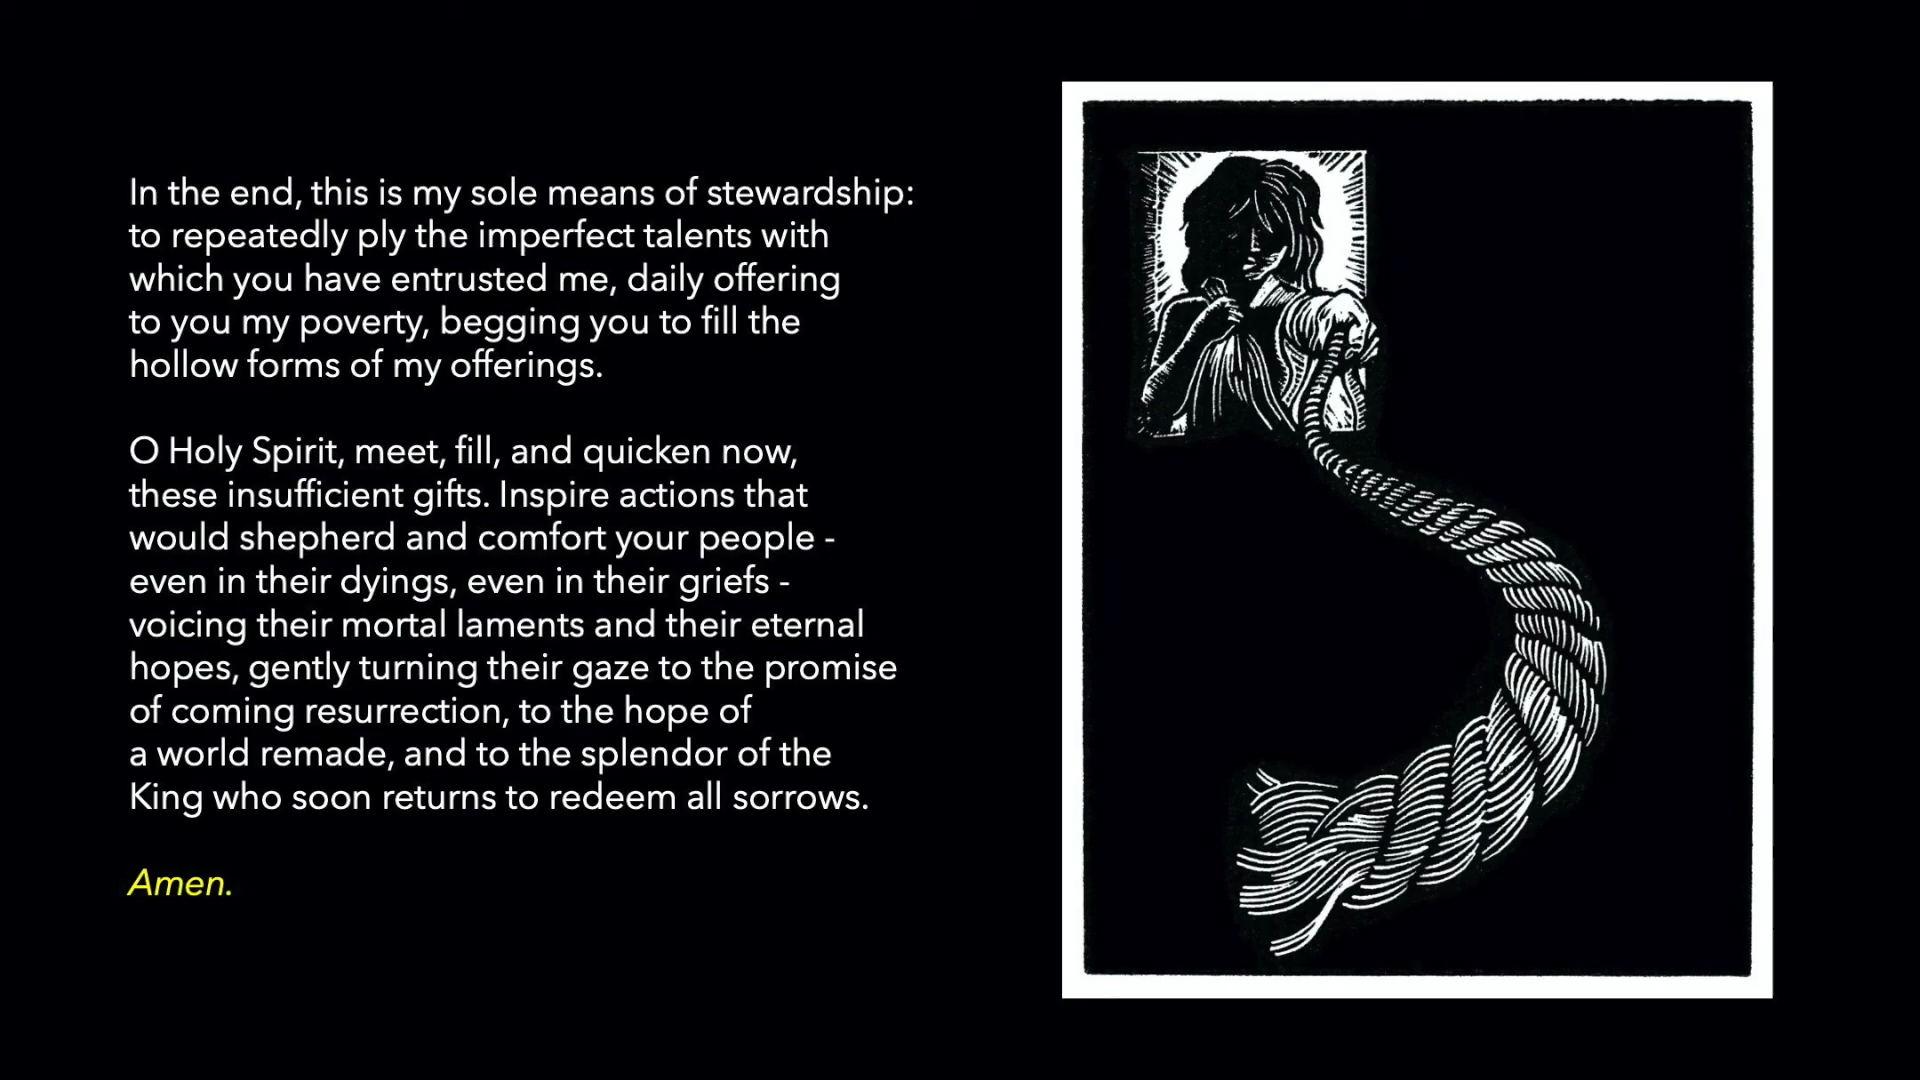 In the end, this is my sole means of stewardship:
to repeatedly ply the imperfect talents with
which you have entrusted me, daily offering
to you my poverty, begging you to fill the
hollow forms of my offerings.
O Holy Spirit, meet, fill, and quicken now,
these insufficient gifts. Inspire actions that
would shepherd and comfort your people -
even in their dyings, even in their griefs -
voicing their mortal laments and their eternal
hopes, gently turning their gaze to the promise
of coming resurrection, to the hope of
a world remade, and to the splendor of the
King who soon returns to redeem all sorrows.
Amen.